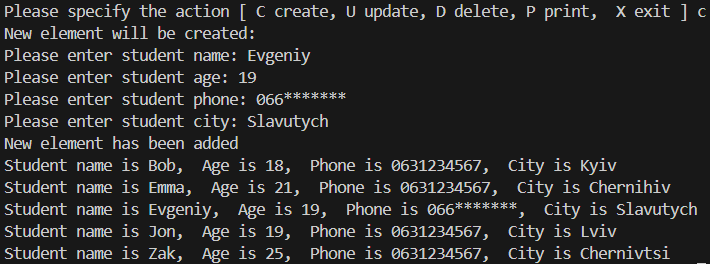 Please specify the action [ C create, U update, D delete, P print,  X exit ] c
New element will be created:
Please enter student name: Evgeniy
Please enter student age: 19
Please enter student phone: 066*******
Please enter student city: Slavutych
New element has been added
Student name is Bob,  Age is 18,  Phone is 0631234567,  City is Kyiv
Student name is Emma,  Age is 21,  Phone is 0631234567,  City is Chernihiv
Student name is Evgeniy,  Age is 19,  Phone is 066*******,  City is Slavutych
Student name is Jon,  Age is 19,  Phone is 0631234567,  City is Lviv
Student name is Zak,  Age is 25,  Phone is 0631234567,  City is Chernivtsi